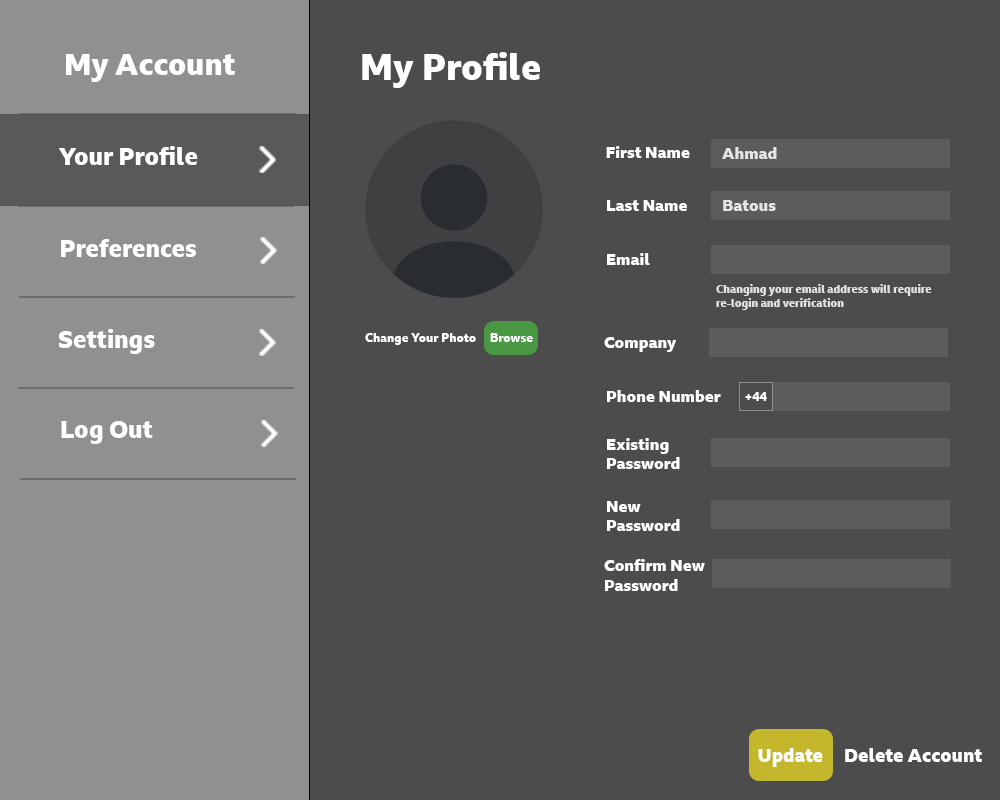 My Account
Your Profile
Preferences
Settings
Log Out
My Profile
Change Your Photo Browse
First Name Ahmad
Last Name Batous
Email
Changing your email address will require
re-login and verification
Company
Phone Number +44
Existing
Password
New
Password
Confirm New
Password
Update Delete Account